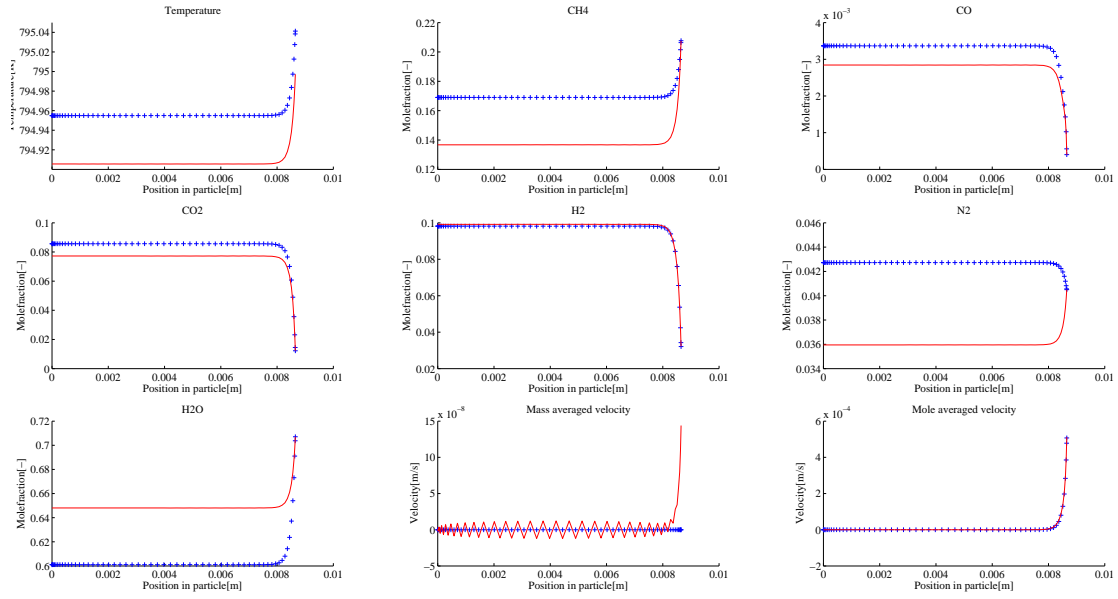 Temperature
795.04
795.02
795
794.98
794.96
794.94
794.92
0 0.002 0.004 0.006 0.008 0.01
Position in particle[m]
CH4
Molefraction[−]
0.22
0.2
0.18
0.16
0.14
0.12
0 0.002 0.004 0.006 0.008 0.01
Position in particle[m]
CO
x 10−3
Molefraction[−]
4
3
2
1
0
0 0.002 0.004 0.006 0.008 0.01
Position in particle[m]
CO2
Molefraction[−]
0.1
0.08
0.06
0.04
0.02
0
0 0.002 0.004 0.006 0.008 0.01
Position in particle[m]
H2
Molefraction[−]
0.1
0.08
0.06
0.04
0.02
0 0.002 0.004 0.006 0.008 0.01
Position in particle[m]
N2
Molefraction[−]
0.046
0.044
0.042
0.04
0.038
0.036
0.034
0 0.002 0.004 0.006 0.008 0.01
Position in particle[m]
H2O
Molefraction[−]
0.72
0.7
0.68
0.66
0.64
0.62
0.6
0 0.002 0.004 0.006 0.008 0.01
Position in particle[m]
Mass averaged velocity
x 10−8
Velocity[m/s]
15
10
5
0
−5
0 0.002 0.004 0.006 0.008 0.01
Position in particle[m]
Mole averaged velocity
x 10−4
Velocity[m/s]
6
4
2
0
−2
0 0.002 0.004 0.006 0.008 0.01
Position in particle[m]